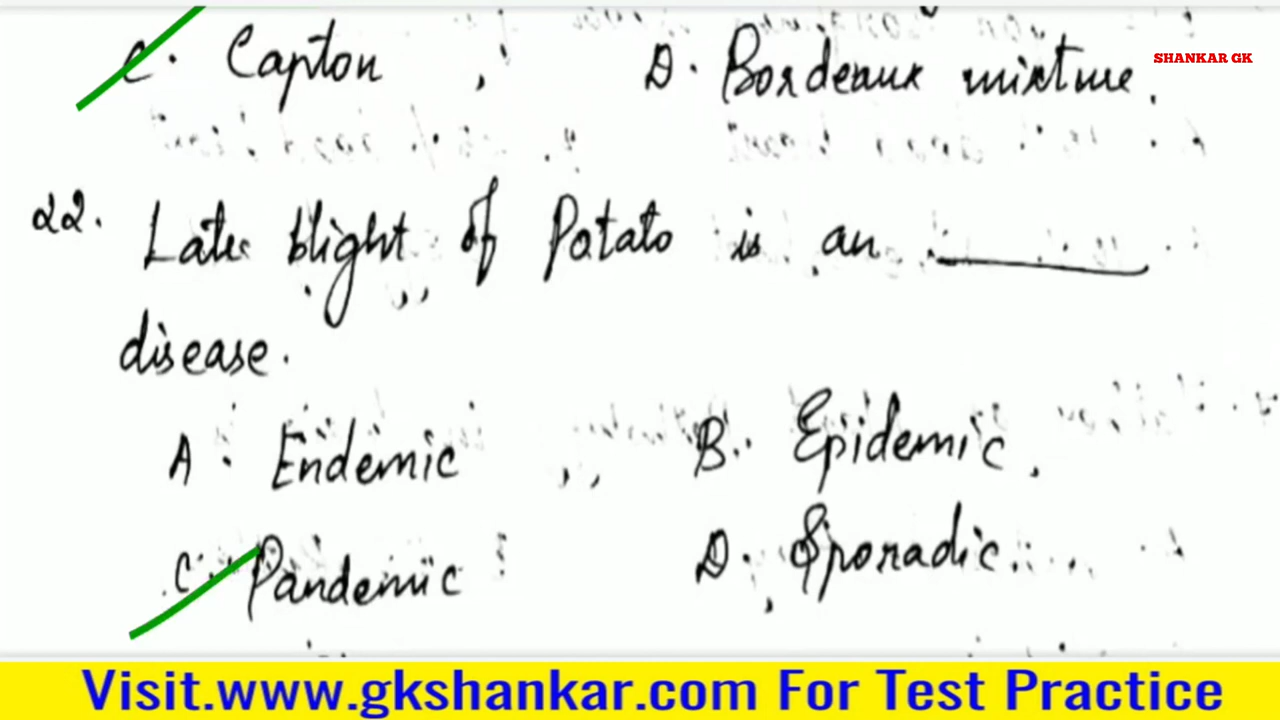 C. Capton , D. Bordeaux mixture.
SHANKAR GK
22. Late blight of Potato is an ______
disease.
A. Endemic , B. Epidemic ,
C. Pandemic D. Sporadic.
Visit.www.gkshankar.com For Test Practice